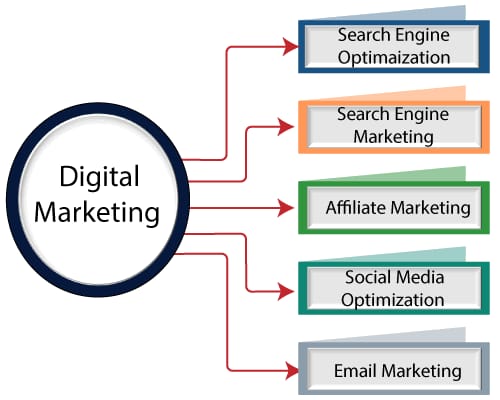 Digital
Marketing
Search Engine
Optimaization
Search Engine
Marketing
Affiliate Marketing
Social Media
Optimization
Email Marketing